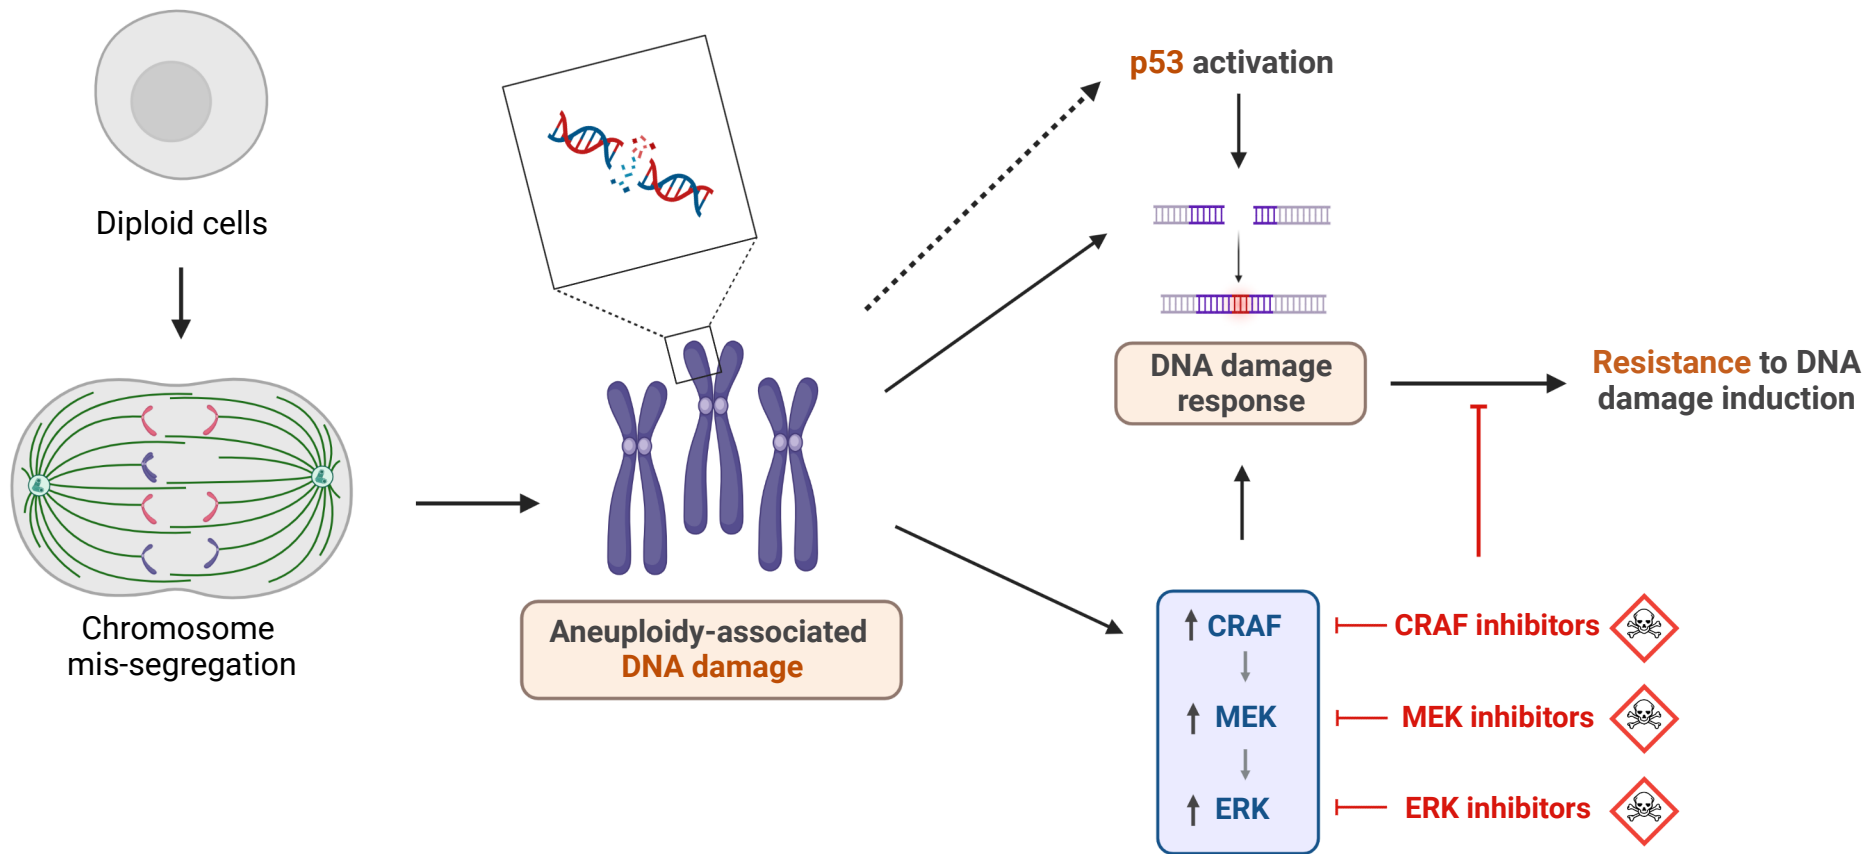 Diploid cells
Chromosome
mis-segregation
Aneuploidy-associated
DNA damage
p53 activation
DNA damage
response
Resistance to DNA
damage induction
CRAF
MEK
ERK
CRAF inhibitors
MEK inhibitors
ERK inhibitors